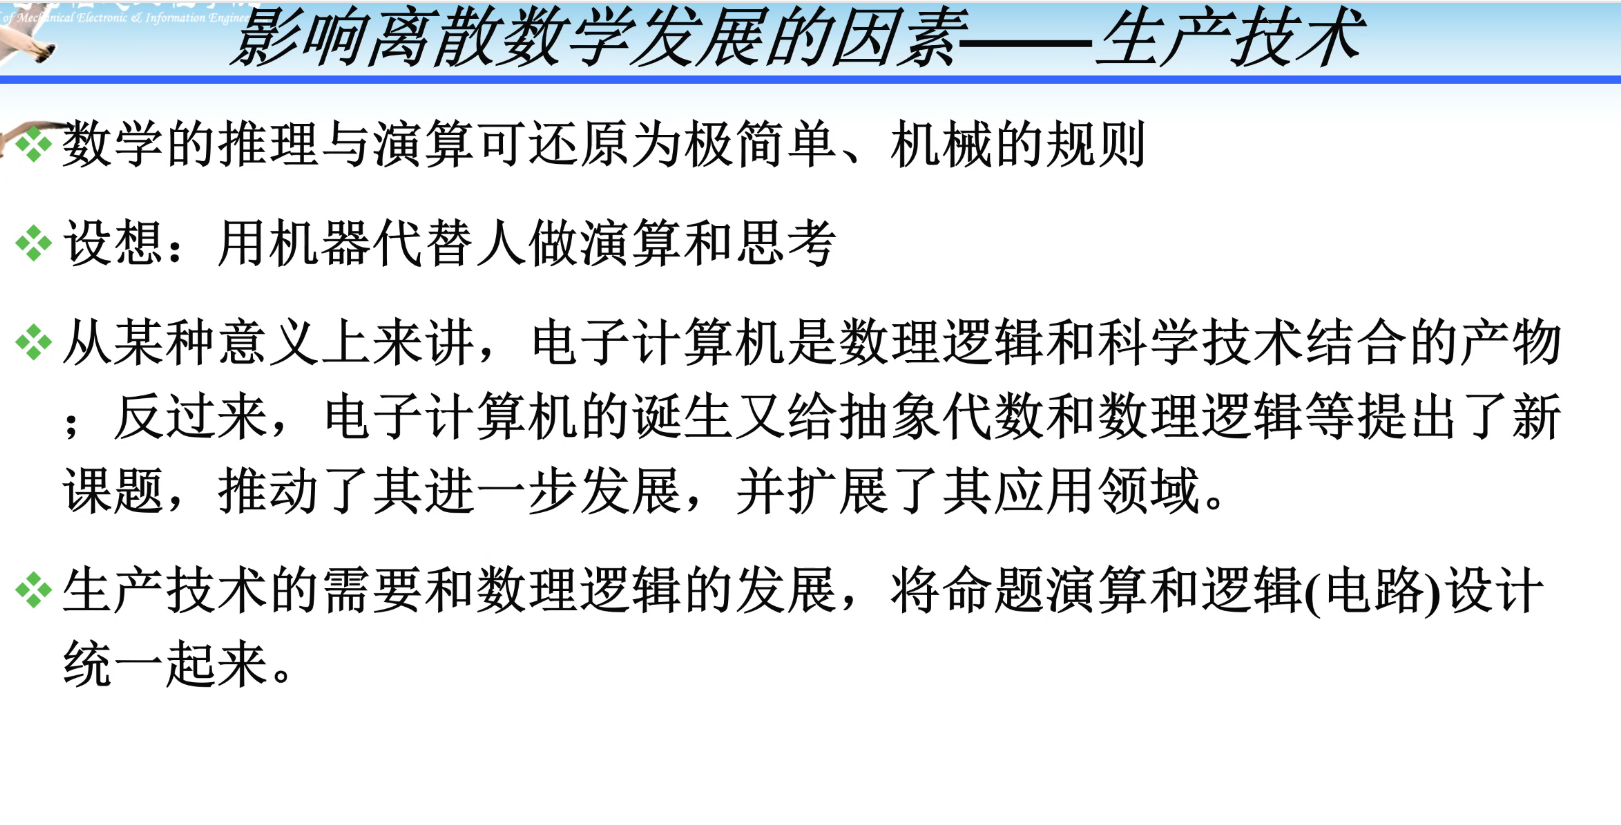 of Mechanical Electronic & Information Enginee
影响离散数学发展的因素——生产技术
数学的推理与演算可还原为极简单、机械的规则
设想：用机器代替人做演算和思考
从某种意义上来讲，电子计算机是数理逻辑和科学技术结合的产物
；反过来，电子计算机的诞生又给抽象代数和数理逻辑等提出了新
课题，推动了其进一步发展，并扩展了其应用领域。
生产技术的需要和数理逻辑的发展，将命题演算和逻辑(电路)设计
统一起来。